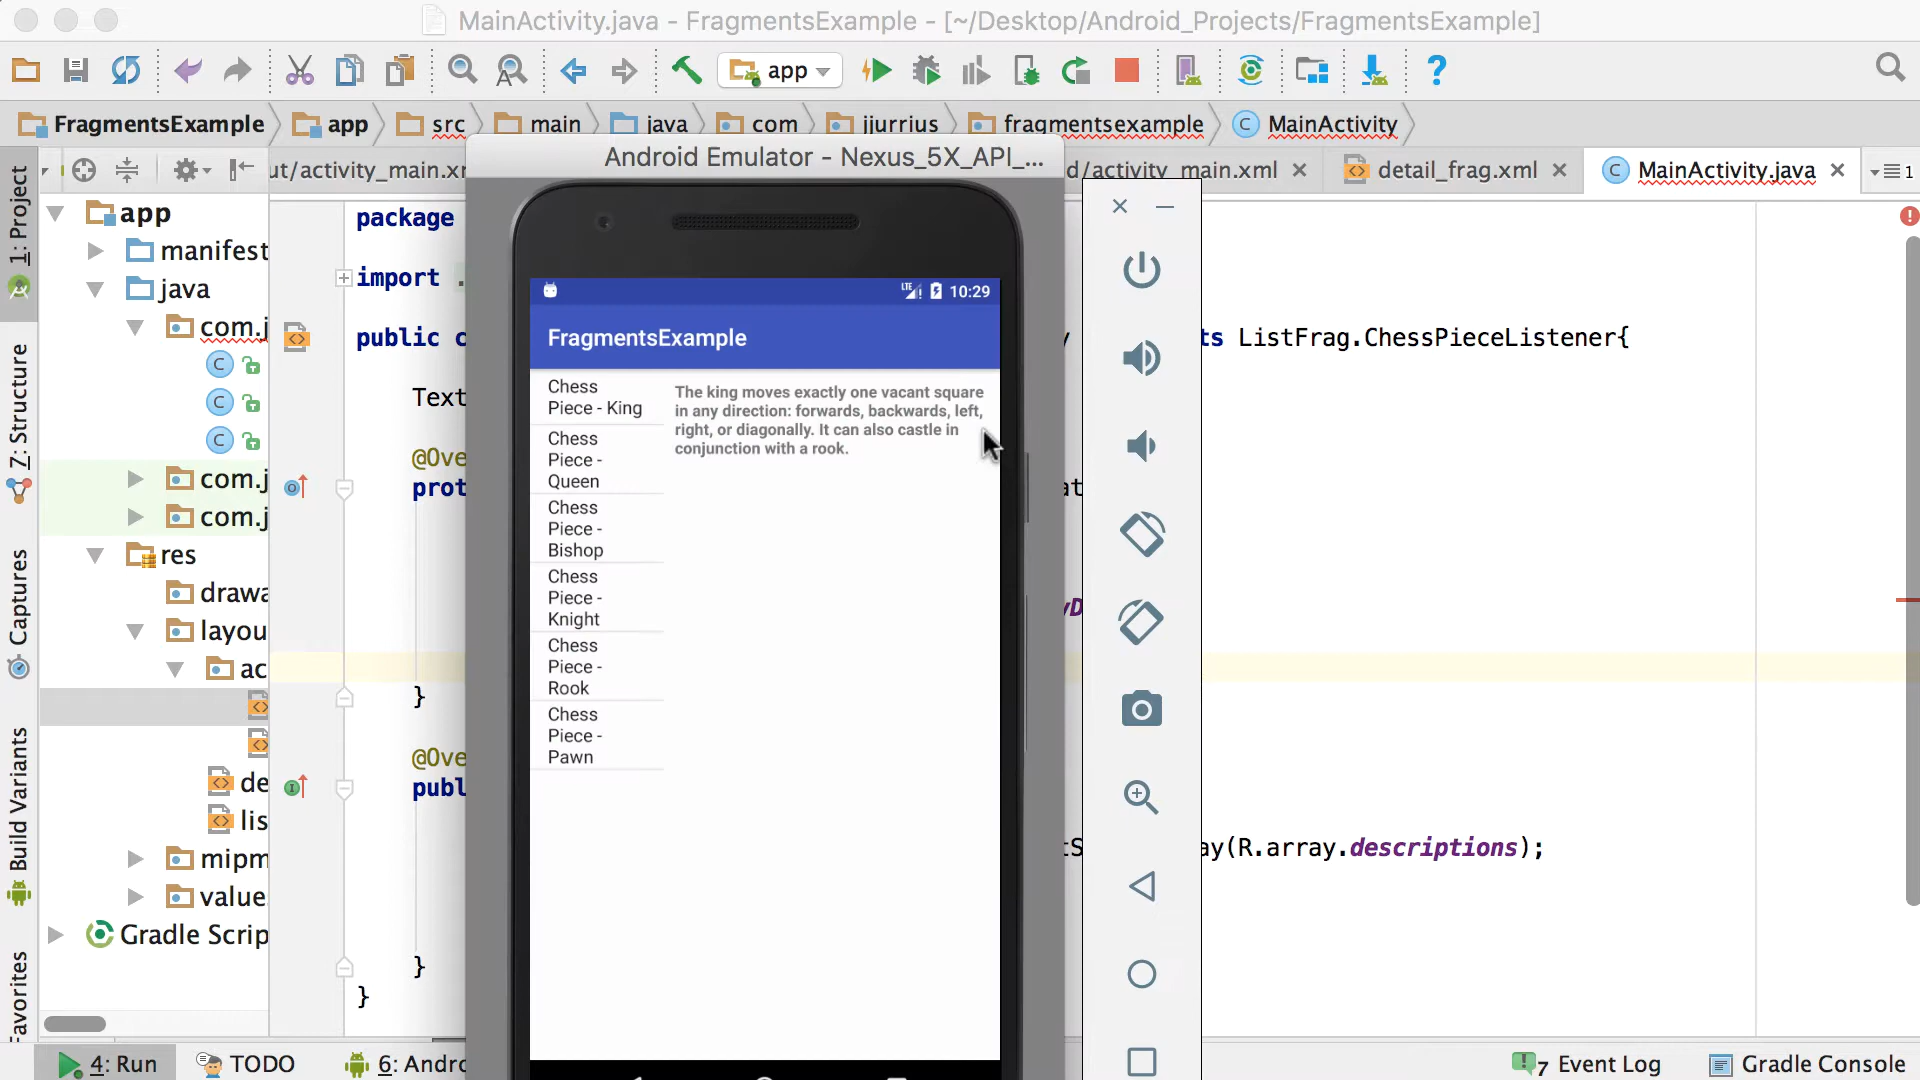 MainActivity.java - FragmentsExample - [~/Desktop/Android_Projects/FragmentsExample]
app
FragmentsExample app src main java com jjurrius fragmentsexample MainActivity
Android Emulator - Nexus_5X_API_...
ut/activity_main.xm d/activity_main.xml detail_frag.xml MainActivity.java 1
1: Project
Z: Structure
Captures
Build Variants
Favorites
app
manifest
java
com.j
com.j
com.j
res
drawa
layou
ac
de
lis
mipm
value
Gradle Scrip
package
import .
public c
ts ListFrag.ChessPieceListener{
Text
@Ove
prot
at
yD
}
@Ove
publ
tS
ay(R.array.descriptions);
}
}
LTE 10:29
FragmentsExample
Chess
Piece - King
Chess
Piece -
Queen
Chess
Piece -
Bishop
Chess
Piece -
Knight
Chess
Piece -
Rook
Chess
Piece -
Pawn
The king moves exactly one vacant square
in any direction: forwards, backwards, left,
right, or diagonally. It can also castle in
conjunction with a rook.
4: Run TODO 6: Andro 7 Event Log Gradle Console